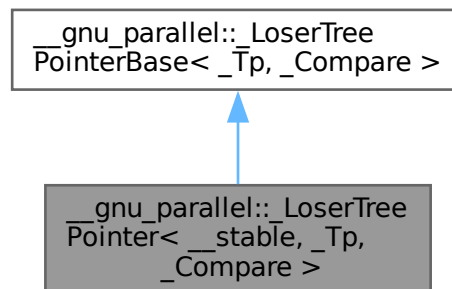 __gnu_parallel::_LoserTree
PointerBase< _Tp, _Compare >
__gnu_parallel::_LoserTree
Pointer< __stable, _Tp,
_Compare >